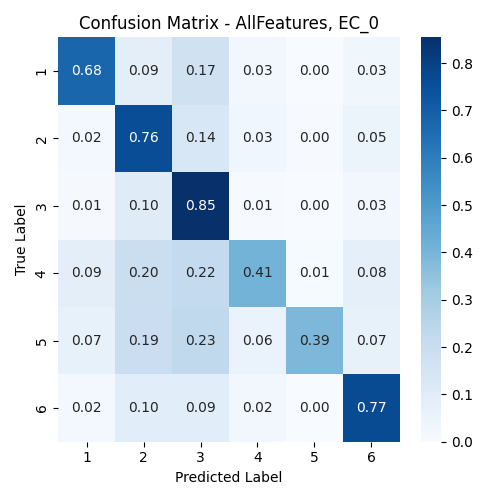 Confusion Matrix - AllFeatures, EC_0
True Label
1 0.68 0.09 0.17 0.03 0.00 0.03
2 0.02 0.76 0.14 0.03 0.00 0.05
3 0.01 0.10 0.85 0.01 0.00 0.03
4 0.09 0.20 0.22 0.41 0.01 0.08
5 0.07 0.19 0.23 0.06 0.39 0.07
6 0.02 0.10 0.09 0.02 0.00 0.77
1 2 3 4 5 6
Predicted Label
0.8
0.7
0.6
0.5
0.4
0.3
0.2
0.1
0.0